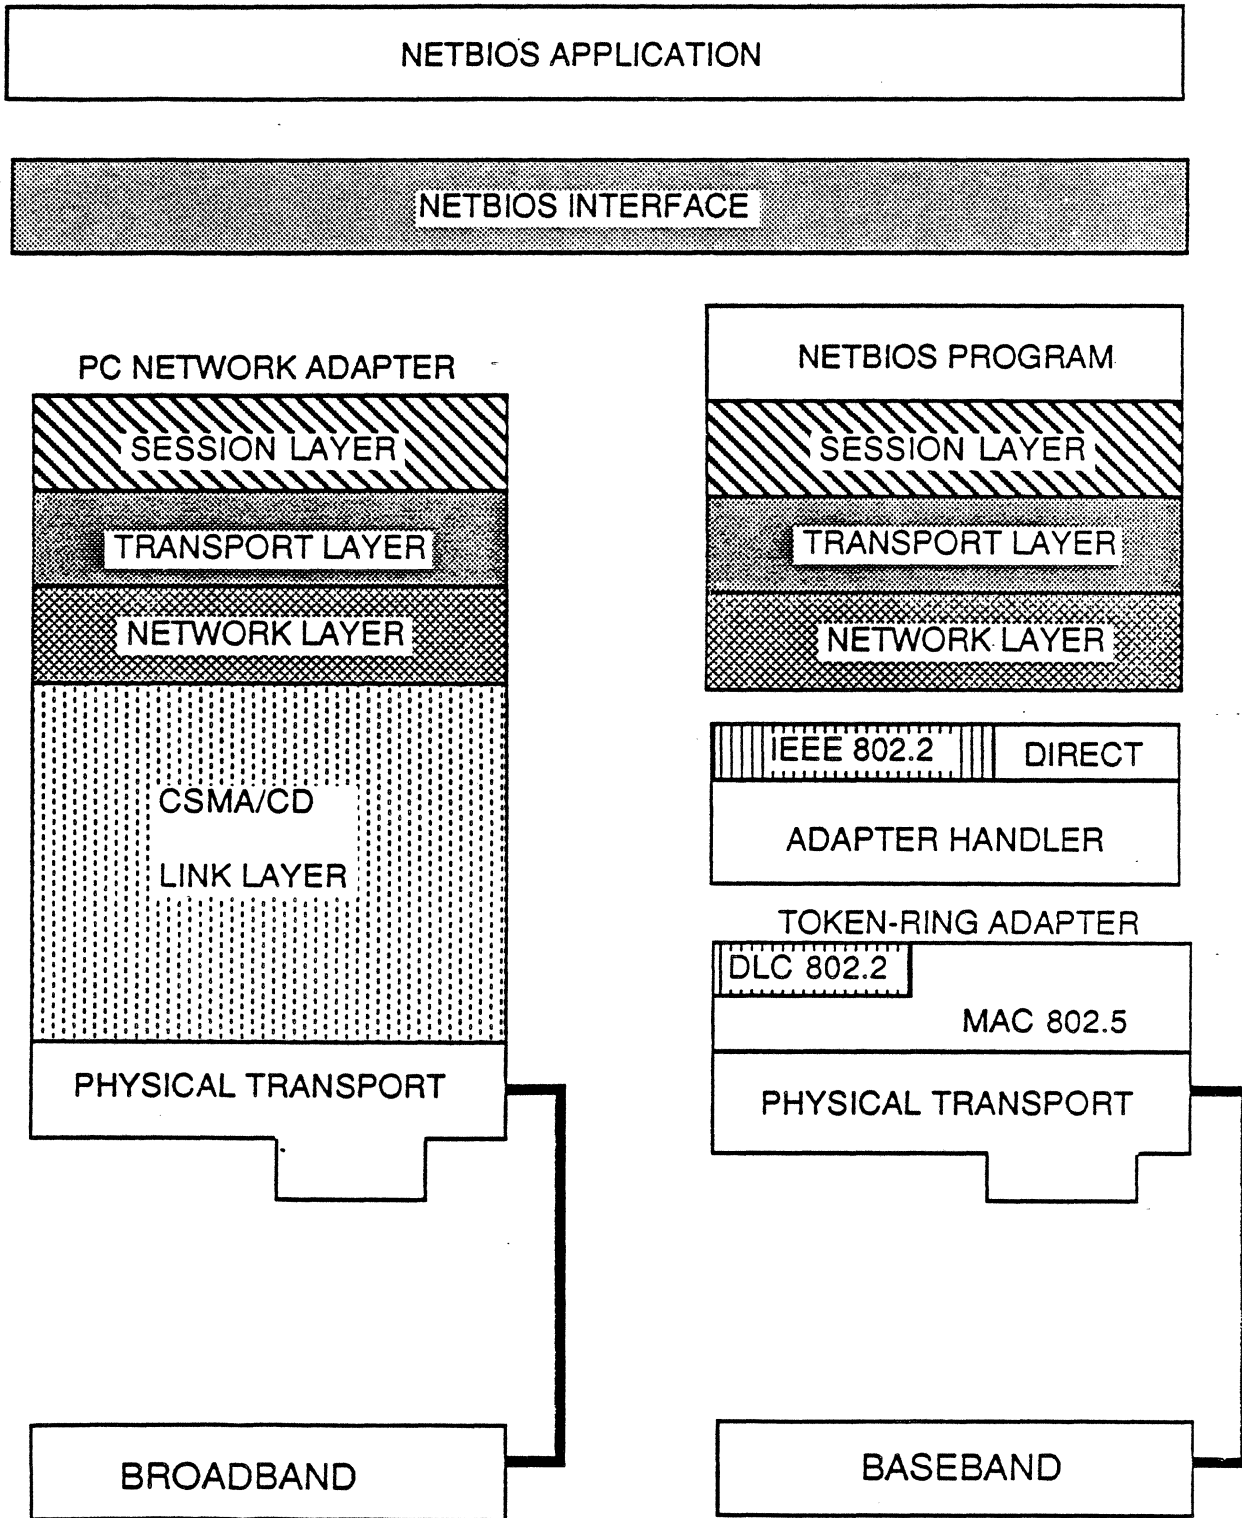 NETBIOS APPLICATION
NETBIOS INTERFACE
PC NETWORK ADAPTER
SESSION LAYER
TRANSPORT LAYER
NETWORK LAYER
CSMA/CD
LINK LAYER
PHYSICAL TRANSPORT
BROADBAND
NETBIOS PROGRAM
SESSION LAYER
TRANSPORT LAYER
NETWORK LAYER
IEEE 802.2
DIRECT
ADAPTER HANDLER
TOKEN-RING ADAPTER
DLC 802.2
MAC 802.5
PHYSICAL TRANSPORT
BASEBAND